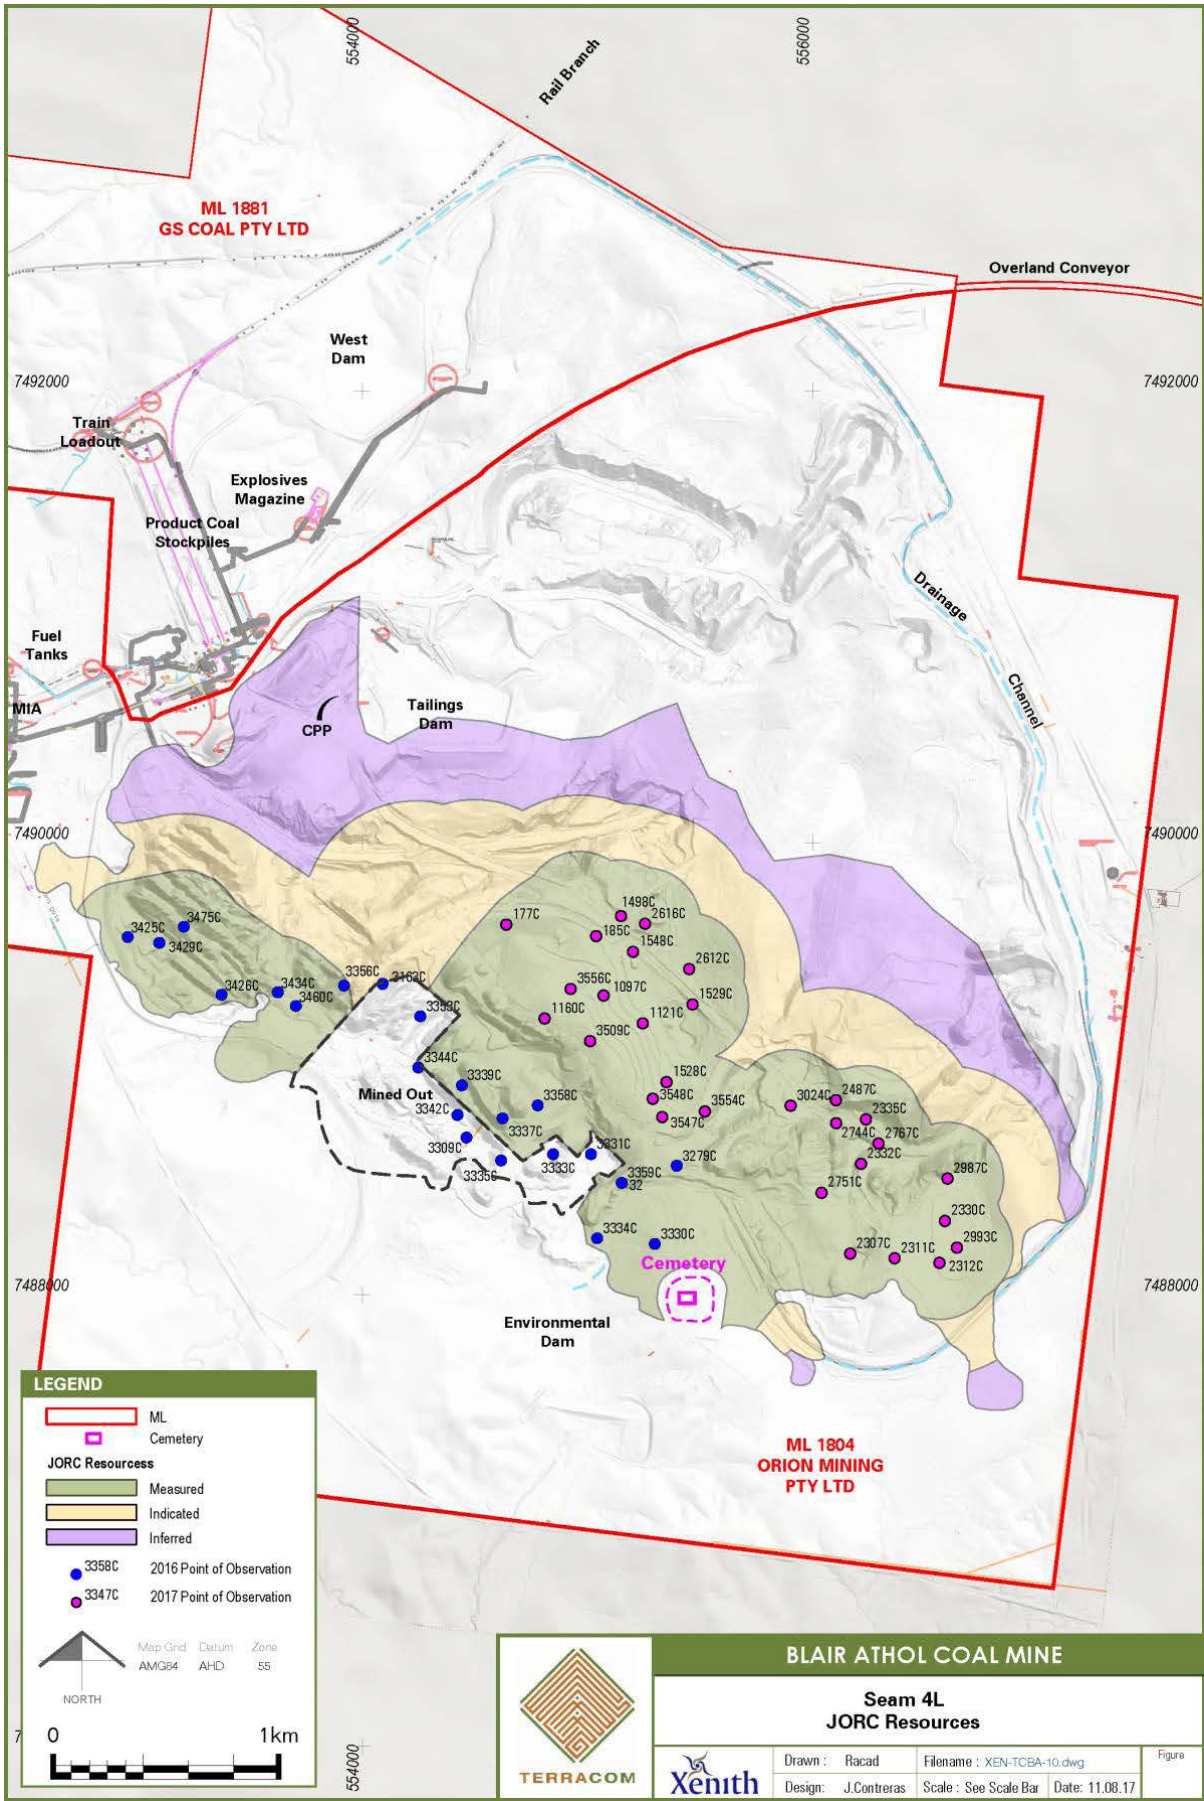 554000
556000
Rail Branch
ML 1881
GS COAL PTY LTD
Overland Conveyor
West
Dam
7492000
7492000
Train
Loadout
Explosives
Magazine
Product Coal
Stockpiles
Drainage
Channel
Fuel
Tanks
MIA
CPP
Tailings
Dam
7490000
7490000
3425C
3475C
3429C
3426C
3434C
3460C
3356C
3163C
3353C
177C
1498C
2616C
185C
1548C
2612C
3556C
1097C
1529C
1160C
1121C
3509C
3344C
3339C
Mined Out
3342C
3358C
3337C
3309C
3335C
3333C
3331C
1528C
3548C
3554C
3547C
3279C
3359C
32
3024C
2487C
2335C
2744C
2767C
2332C
2751C
2987C
2330C
2993C
2307C
2311C
2312C
3334C
3330C
Cemetery
7488000
7488000
Environmental
Dam
ML 1804
ORION MINING
PTY LTD
LEGEND
ML
Cemetery
JORC Resourcess
Measured
Indicated
Inferred
3358C 2016 Point of Observation
3347C 2017 Point of Observation
Map Grid Datum Zone
AMG84 AHD 55
NORTH
0 1km
554000
TERRACOM
BLAIR ATHOL COAL MINE
Seam 4L
JORC Resources
Xenith
Drawn : Racad Filename : XEN-TCBA-10.dwg Figure
Design: J.Contreras Scale : See Scale Bar Date: 11.08.17